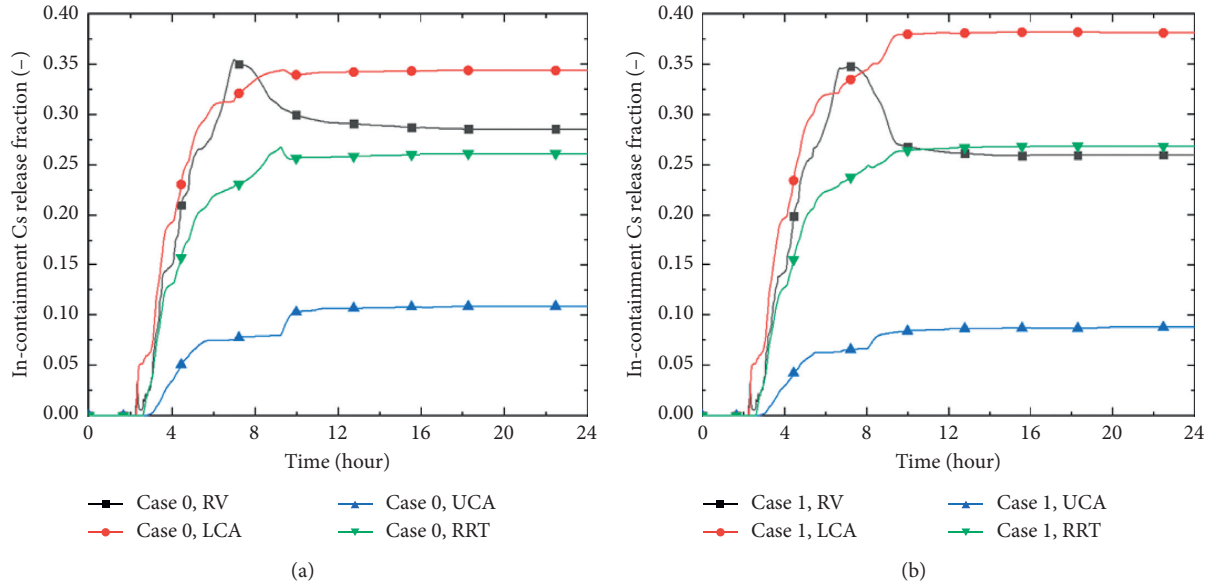 In-containment Cs release fraction (–)
0.40
0.35
0.30
0.25
0.20
0.15
0.10
0.05
0.00
0 4 8 12 16 20 24
Time (hour)
Case 0, RV Case 0, UCA
Case 0, LCA Case 0, RRT
(a)
In-containment Cs release fraction (–)
0.40
0.35
0.30
0.25
0.20
0.15
0.10
0.05
0.00
0 4 8 12 16 20 24
Time (hour)
Case 1, RV Case 1, UCA
Case 1, LCA Case 1, RRT
(b)